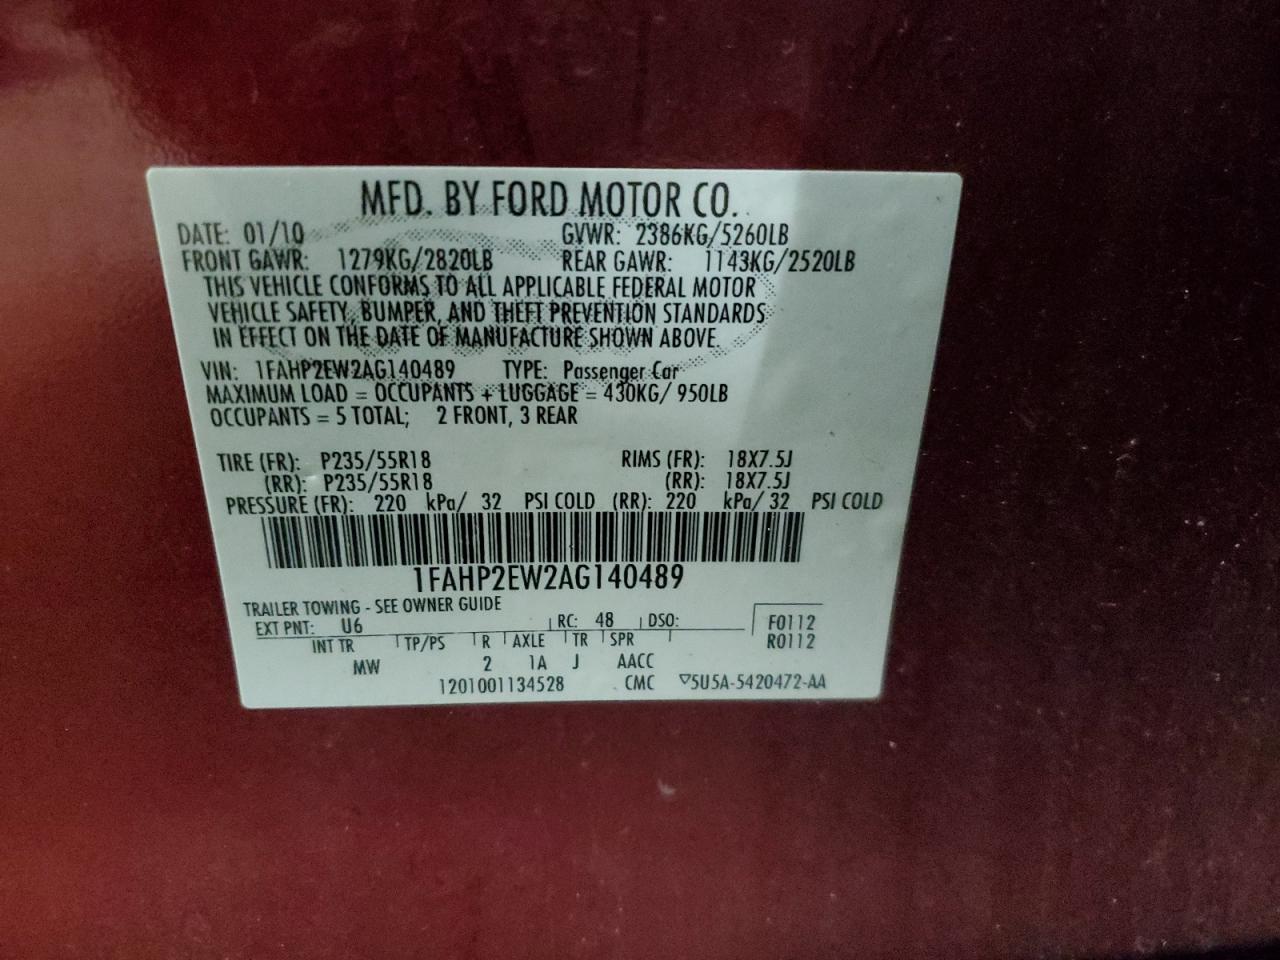 MFD. BY FORD MOTOR CO.
DATE: 01/10 GVWR: 2386KG/5260LB
FRONT GAWR: 1279KG/2820LB REAR GAWR: 1143KG/2520LB
THIS VEHICLE CONFORMS TO ALL APPLICABLE FEDERAL MOTOR
VEHICLE SAFETY, BUMPER, AND THEFT PREVENTION STANDARDS
IN EFFECT ON THE DATE OF MANUFACTURE SHOWN ABOVE.
VIN: 1FAHP2EW2AG140489 TYPE: Passenger Car
MAXIMUM LOAD = OCCUPANTS + LUGGAGE = 430KG/ 950LB
OCCUPANTS = 5 TOTAL; 2 FRONT, 3 REAR
TIRE (FR): P235/55R18 RIMS (FR): 18X7.5J
(RR): P235/55R18 (RR): 18X7.5J
PRESSURE (FR): 220 kPa/ 32 PSI COLD (RR): 220 kPa/ 32 PSI COLD
1FAHP2EW2AG140489
TRAILER TOWING - SEE OWNER GUIDE
EXT PNT: U6 RC: 48 DSO: F0112
INT TR TP/PS R AXLE TR SPR R0112
MW 2 1A J AACC
1201001134528 CMC ▽5U5A-5420472-AA